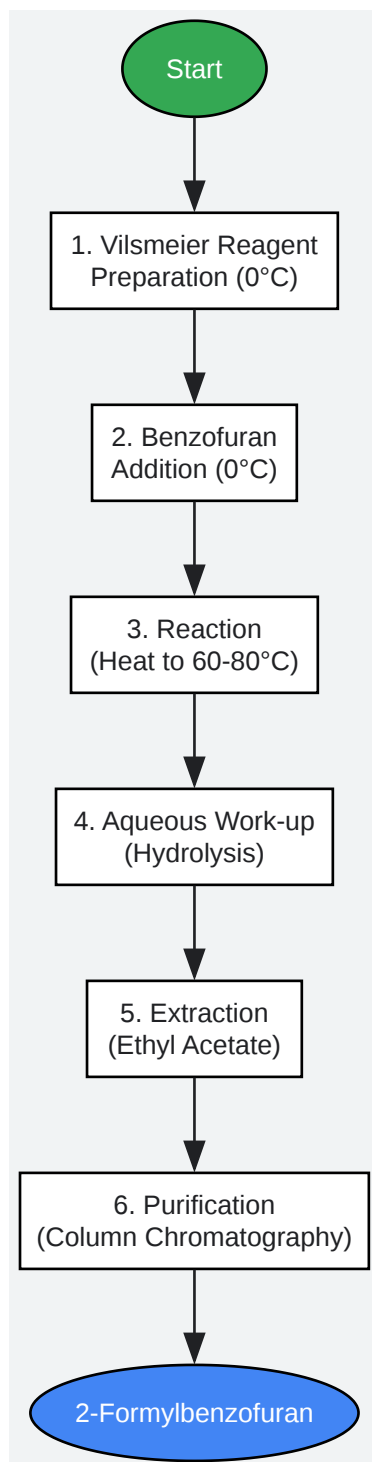 Start
1. Vilsmeier Reagent
Preparation (0°C)
2. Benzofuran
Addition (0°C)
3. Reaction
(Heat to 60-80°C)
4. Aqueous Work-up
(Hydrolysis)
5. Extraction
(Ethyl Acetate)
6. Purification
(Column Chromatography)
2-Formylbenzofuran